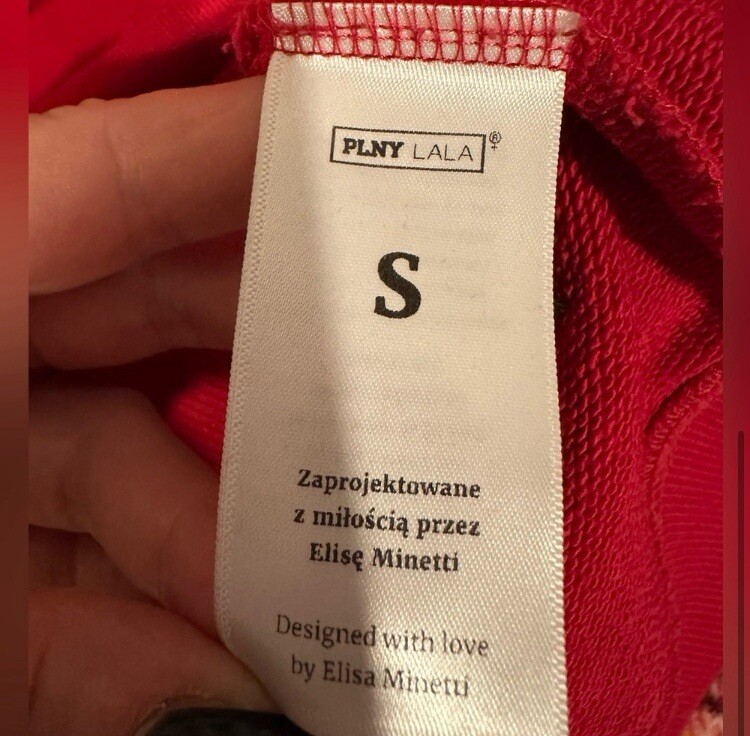 PLNY LALA®
S
Zaprojektowane
z miłością przez
Elisę Minetti
Designed with love
by Elisa Minetti